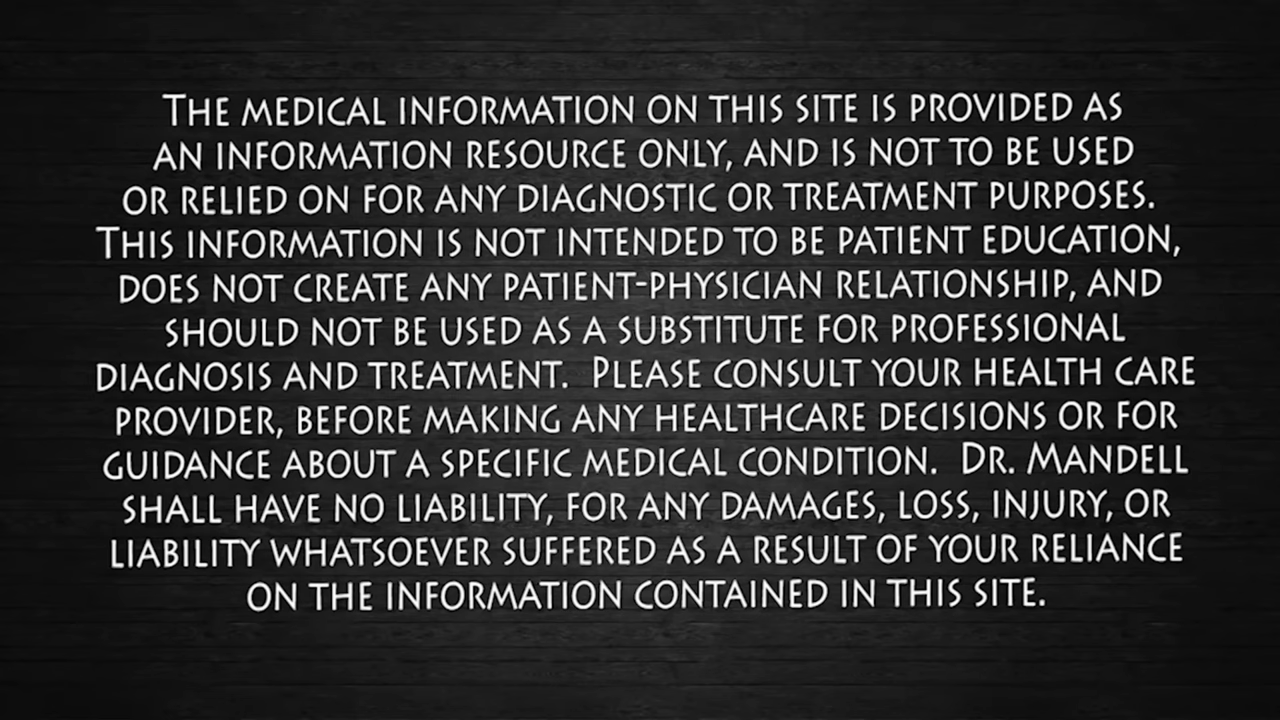 The medical information on this site is provided as
an information resource only, and is not to be used
or relied on for any diagnostic or treatment purposes.
This information is not intended to be patient education,
does not create any patient-physician relationship, and
should not be used as a substitute for professional
diagnosis and treatment.  Please consult your health care
provider, before making any healthcare decisions or for
guidance about a specific medical condition.  Dr. Mandell
shall have no liability, for any damages, loss, injury, or
liability whatsoever suffered as a result of your reliance
on the information contained in this site.